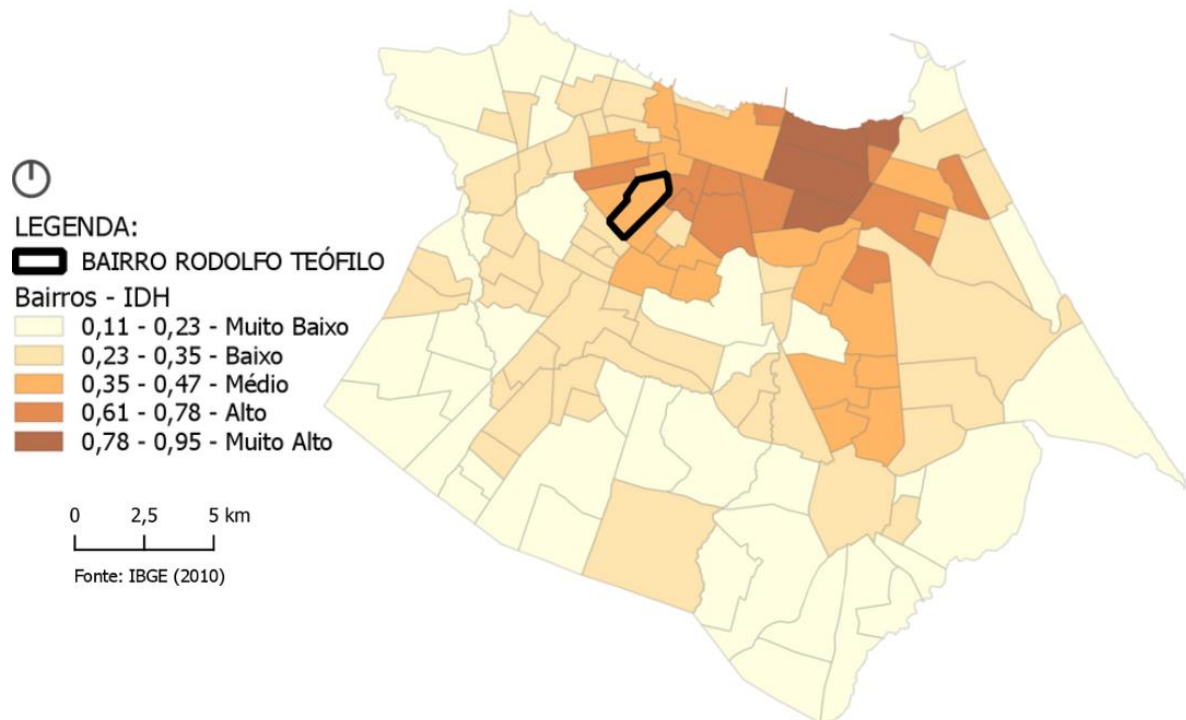 LEGENDA:
BAIRRO RODOLFO TEÓFILO
Bairros - IDH
0,11 - 0,23 - Muito Baixo
0,23 - 0,35 - Baixo
0,35 - 0,47 - Médio
0,61 - 0,78 - Alto
0,78 - 0,95 - Muito Alto
0 2,5 5 km
Fonte: IBGE (2010)